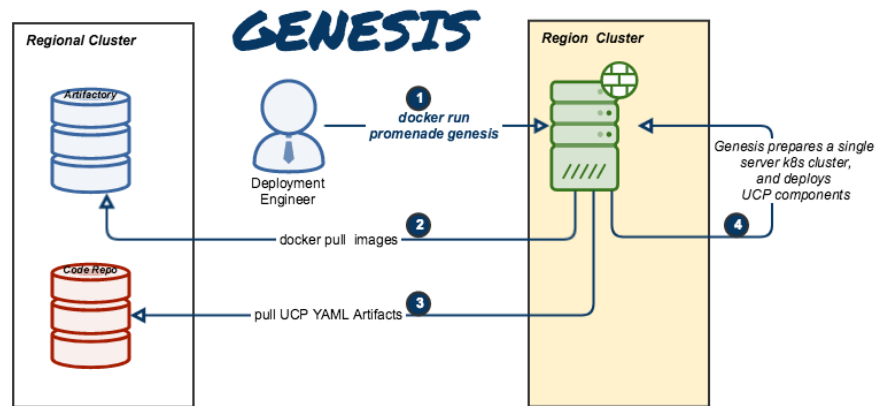 GENESIS
Regional Cluster
Region Cluster
Artifactory
1
docker run
promenade genesis
Deployment
Engineer
Genesis prepares a single
server k8s cluster,
and deploys
UCP components
docker pull images
2
4
Code Repo
pull UCP YAML Artifacts
3